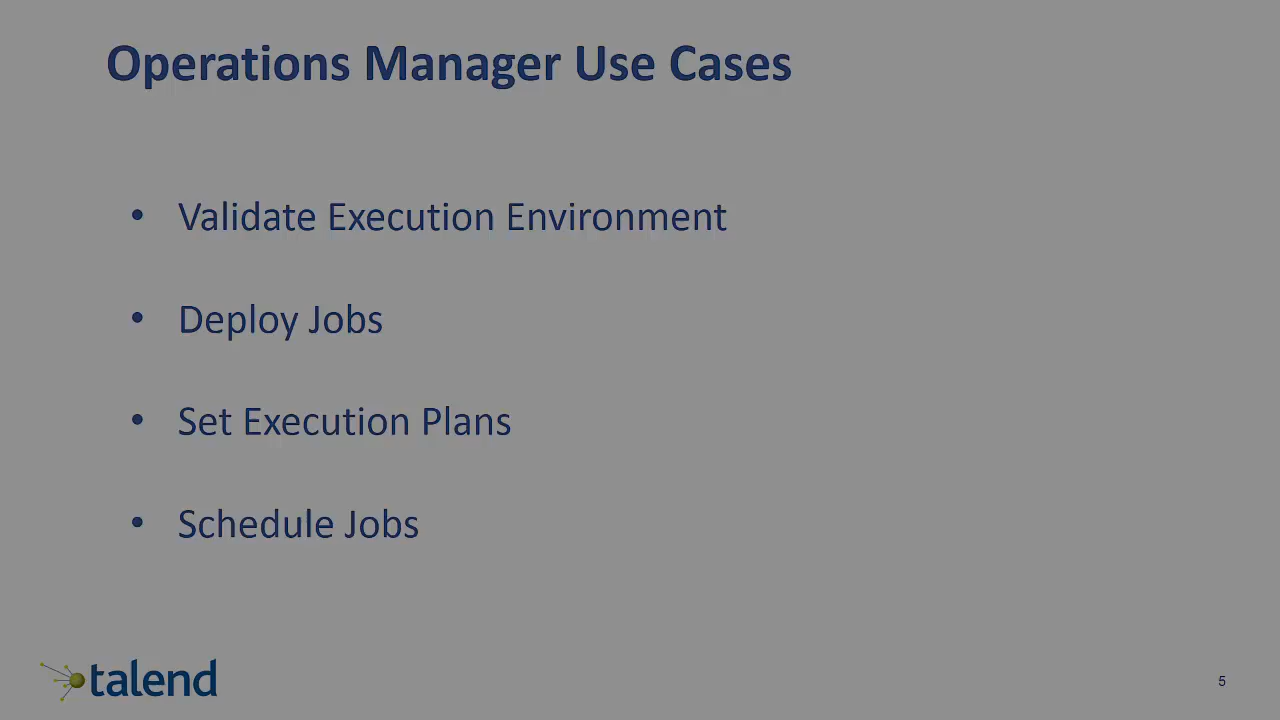 Operations Manager Use Cases
• Validate Execution Environment
• Deploy Jobs
• Set Execution Plans
• Schedule Jobs
talend
5